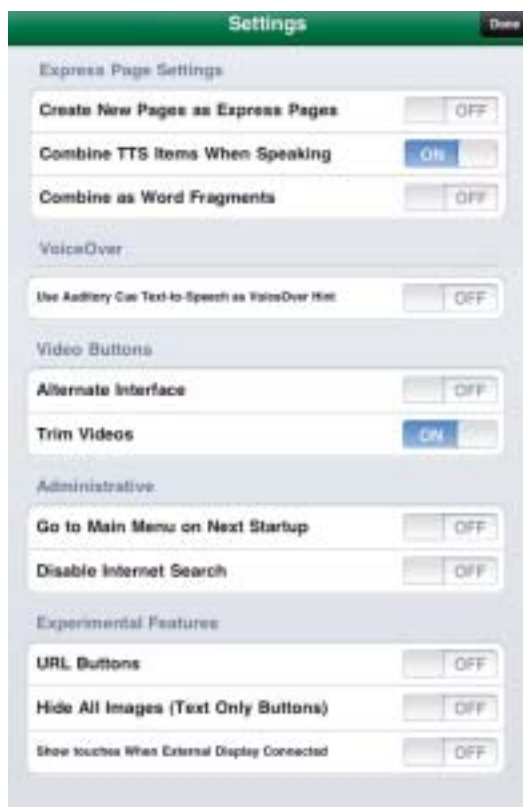 Settings
Done
Express Page Settings
Create New Pages as Express Pages OFF
Combine TTS Items When Speaking ON
Combine as Word Fragments OFF
VoiceOver
Use Auditory Cue Text-to-Speech as VoiceOver Hint OFF
Video Buttons
Alternate Interface OFF
Trim Videos ON
Administrative
Go to Main Menu on Next Startup OFF
Disable Internet Search OFF
Experimental Features
URL Buttons OFF
Hide All Images (Text Only Buttons) OFF
Show touches When External Display Connected OFF